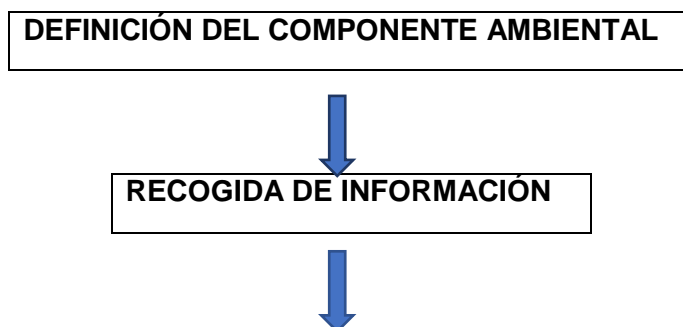 DEFINICIÓN DEL COMPONENTE AMBIENTAL
RECOGIDA DE INFORMACIÓN